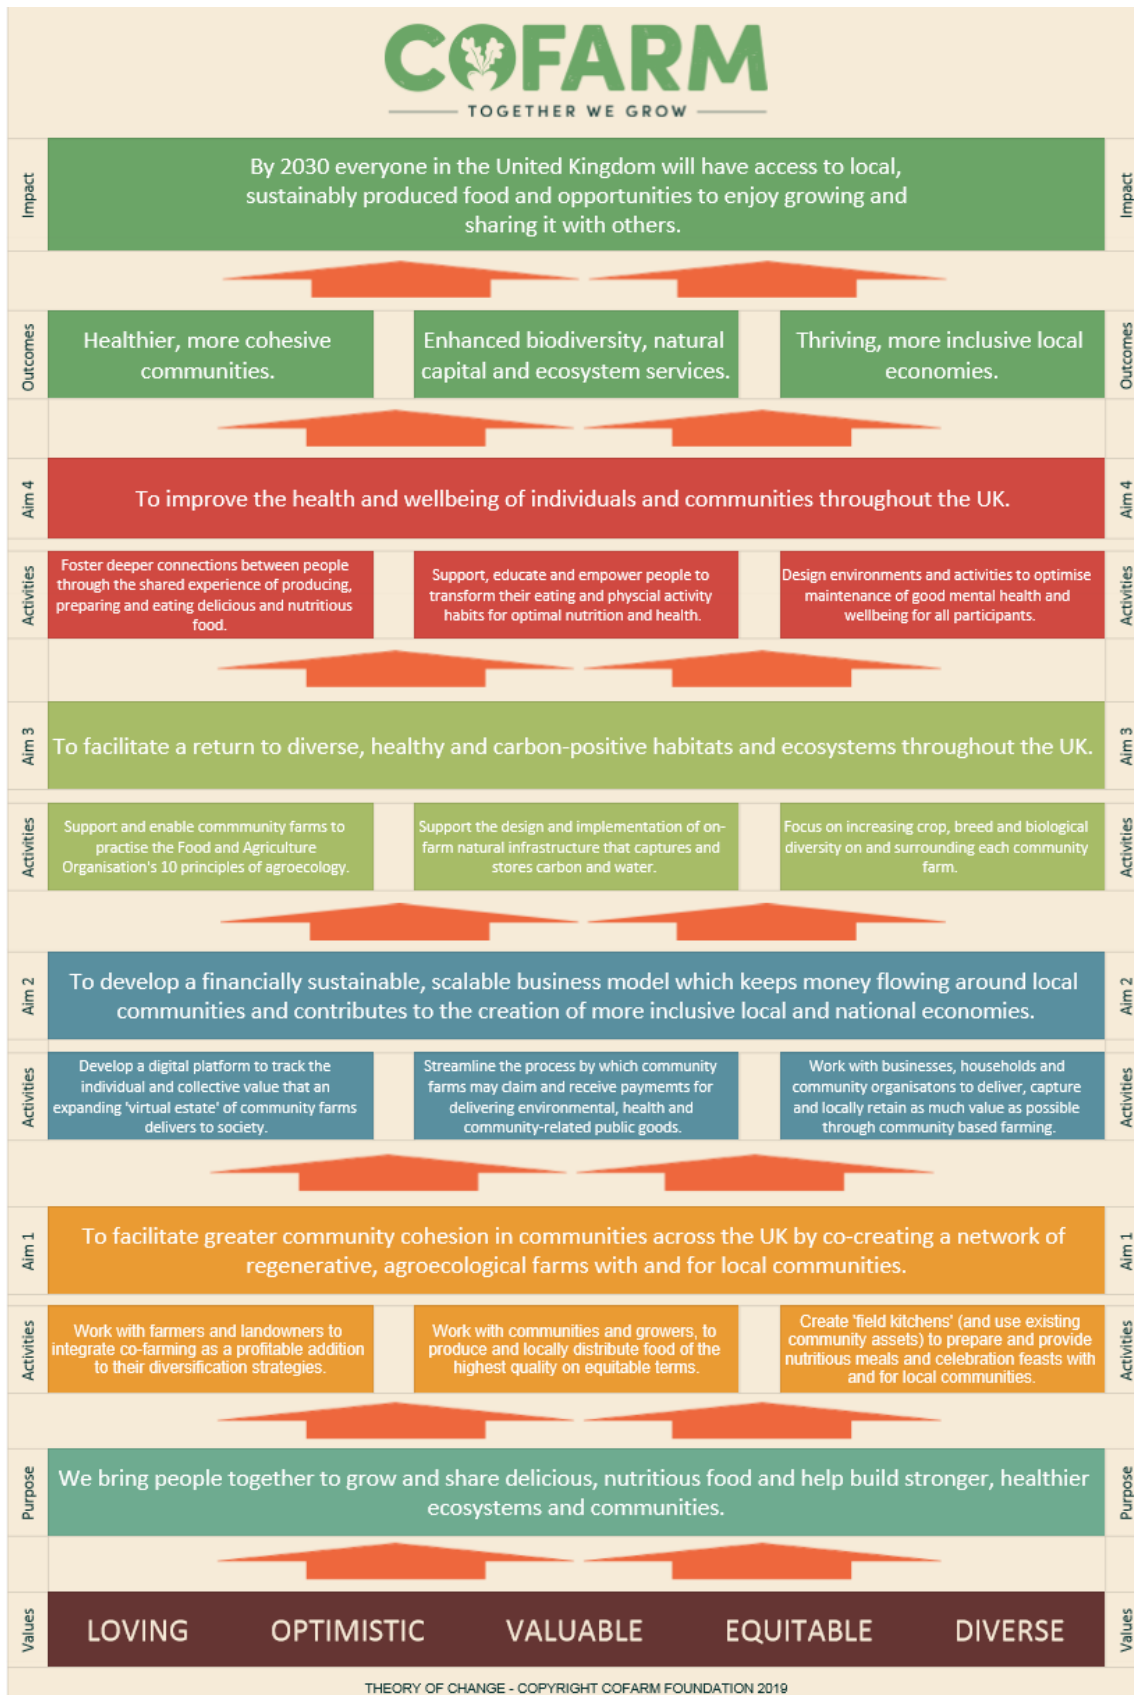 COFARM
TOGETHER WE GROW
Impact
By 2030 everyone in the United Kingdom will have access to local,
sustainably produced food and opportunities to enjoy growing and
sharing it with others.
Impact
Outcomes
Healthier, more cohesive
communities.
Enhanced biodiversity, natural
capital and ecosystem services.
Thriving, more inclusive local
economies.
Outcomes
Aim 4
To improve the health and wellbeing of individuals and communities throughout the UK.
Aim 4
Activities
Foster deeper connections between people
through the shared experience of producing,
preparing and eating delicious and nutritious
food.
Support, educate and empower people to
transform their eating and physcial activity
habits for optimal nutrition and health.
Design environments and activities to optimise
maintenance of good mental health and
wellbeing for all participants.
Activities
Aim 3
To facilitate a return to diverse, healthy and carbon-positive habitats and ecosystems throughout the UK.
Aim 3
Activities
Support and enable commmunity farms to
practise the Food and Agriculture
Organisation's 10 principles of agroecology.
Support the design and implementation of on-
farm natural infrastructure that captures and
stores carbon and water.
Focus on increasing crop, breed and biological
diversity on and surrounding each community
farm.
Activities
Aim 2
To develop a financially sustainable, scalable business model which keeps money flowing around local
communities and contributes to the creation of more inclusive local and national economies.
Aim 2
Activities
Develop a digital platform to track the
individual and collective value that an
expanding 'virtual estate' of community farms
delivers to society.
Streamline the process by which community
farms may claim and receive paymemts for
delivering environmental, health and
community-related public goods.
Work with businesses, households and
community organisatons to deliver, capture
and locally retain as much value as possible
through community based farming.
Activities
Aim 1
To facilitate greater community cohesion in communities across the UK by co-creating a network of
regenerative, agroecological farms with and for local communities.
Aim 1
Activities
Work with farmers and landowners to
integrate co-farming as a profitable addition
to their diversification strategies.
Work with communities and growers, to
produce and locally distribute food of the
highest quality on equitable terms.
Create 'field kitchens' (and use existing
community assets) to prepare and provide
nutritious meals and celebration feasts with
and for local communities.
Activities
Purpose
We bring people together to grow and share delicious, nutritious food and help build stronger, healthier
ecosystems and communities.
Purpose
Values
LOVING OPTIMISTIC VALUABLE EQUITABLE DIVERSE
Values
THEORY OF CHANGE - COPYRIGHT COFARM FOUNDATION 2019